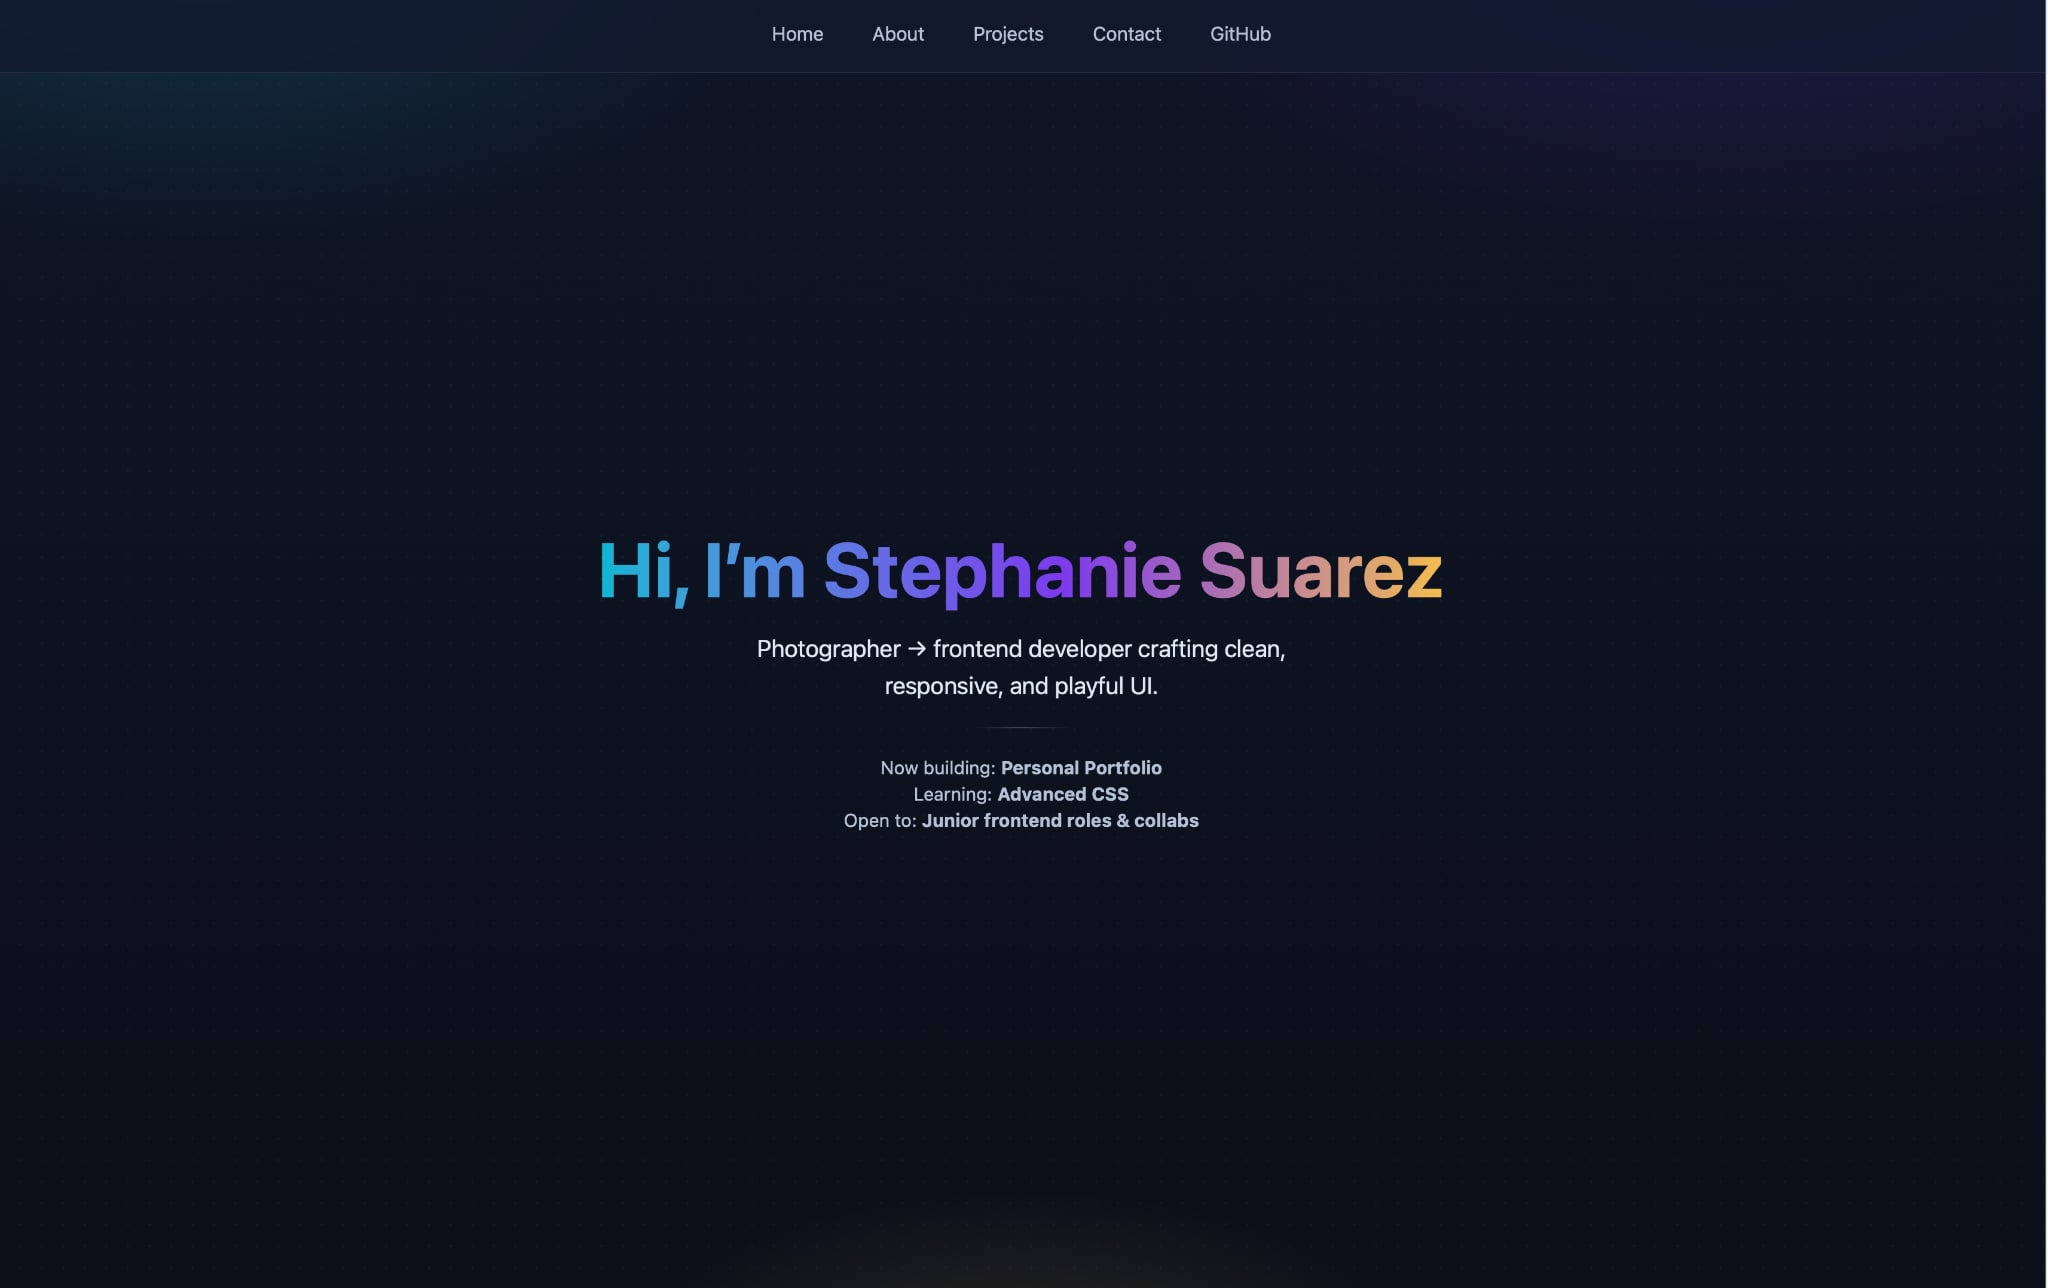 Home About Projects Contact GitHub
Hi, I’m Stephanie Suarez
Photographer → frontend developer crafting clean,
responsive, and playful UI.
Now building: Personal Portfolio
Learning: Advanced CSS
Open to: Junior frontend roles & collabs